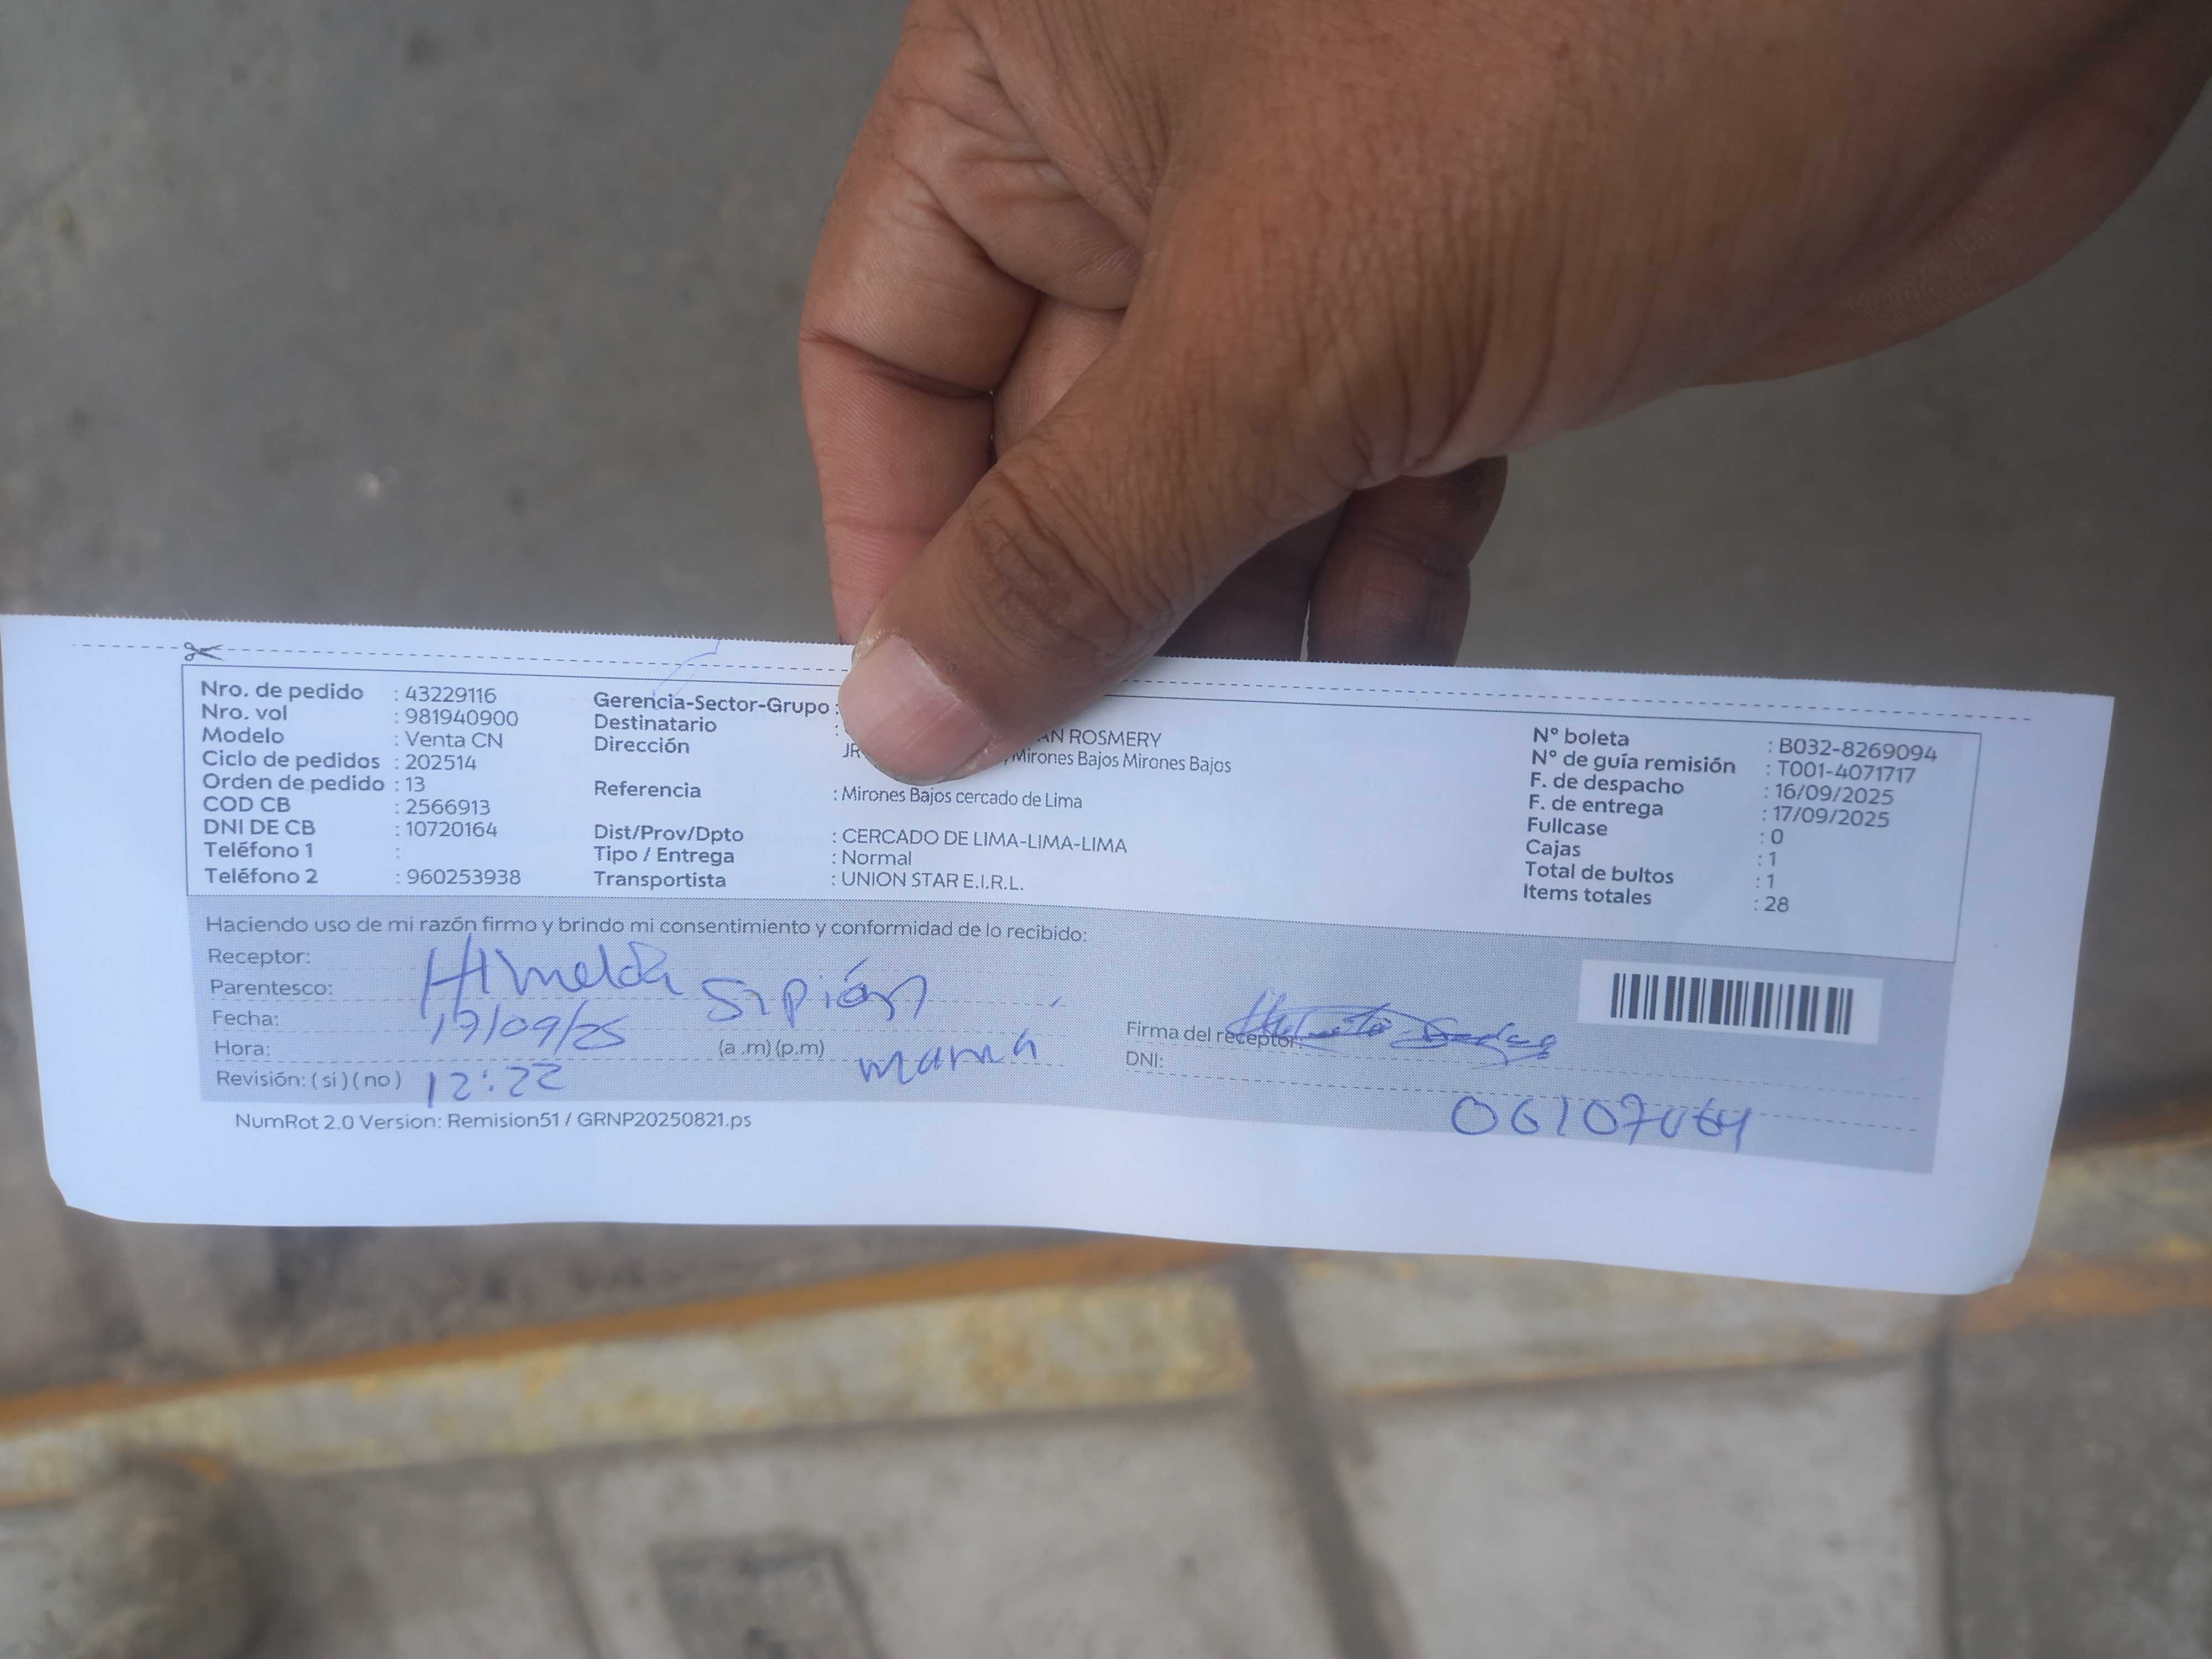 Nro. de pedido : 43229116
Nro. vol : 981940900
Modelo : Venta CN
Ciclo de pedidos : 202514
Orden de pedido : 13
COD CB : 2566913
DNI DE CB : 10720164
Teléfono 1 :
Teléfono 2 : 960253938
Gerencia-Sector-Grupo :
Destinatario : ROSMERY
Dirección JR , Mirones Bajos Mirones Bajos
Referencia : Mirones Bajos cercado de Lima
Dist/Prov/Dpto : CERCADO DE LIMA-LIMA-LIMA
Tipo / Entrega : Normal
Transportista : UNION STAR E.I.R.L.
N° boleta : B032-8269094
N° de guía remisión : T001-4071717
F. de despacho : 16/09/2025
F. de entrega : 17/09/2025
Fullcase : 0
Cajas : 1
Total de bultos : 1
Items totales : 28
Haciendo uso de mi razón firmo y brindo mi consentimiento y conformidad de lo recibido:
Receptor: Sipión
Parentesco: mamá
Fecha: 17/09/25
Hora: 12:22 (a .m) (p.m)
Revisión: ( si ) ( no )
Firma del receptor:
DNI:
NumRot 2.0 Version: Remision51 / GRNP20250821.ps